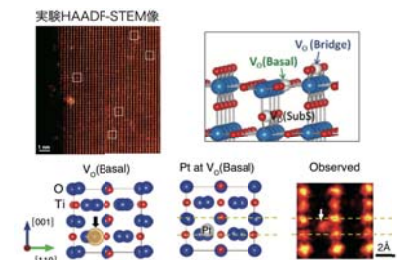 実験HAADF-STEM像
1 nm
Vo(Bridge)
Vo(Basal)
Vo(SubS)
Vo(Basal)
Pt at Vo(Basal)
Observed
O
Ti
[001]
[110]
Pt
2Å